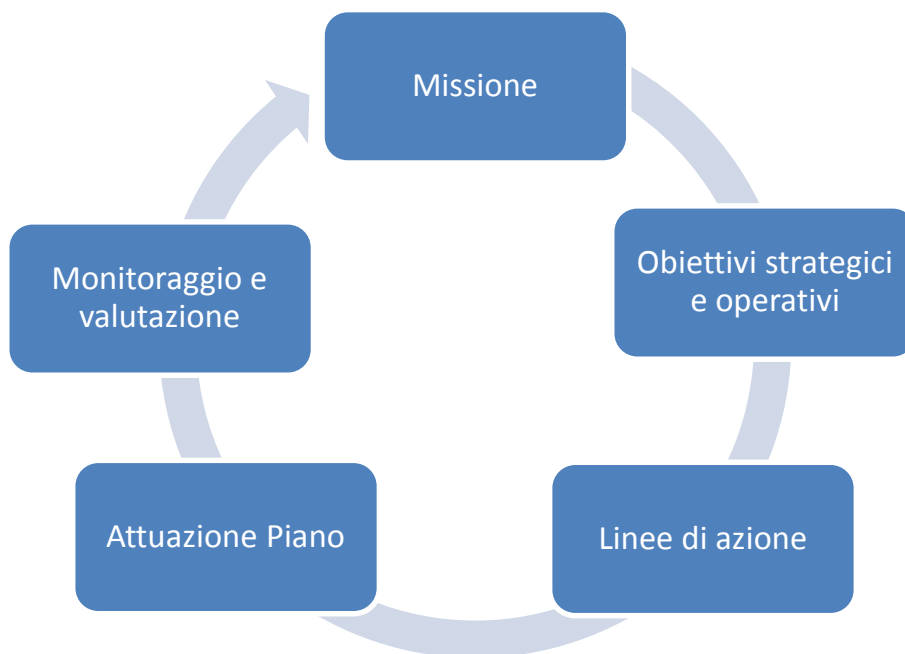 Missione
Obiettivi strategici
e operativi
Linee di azione
Attuazione Piano
Monitoraggio e
valutazione